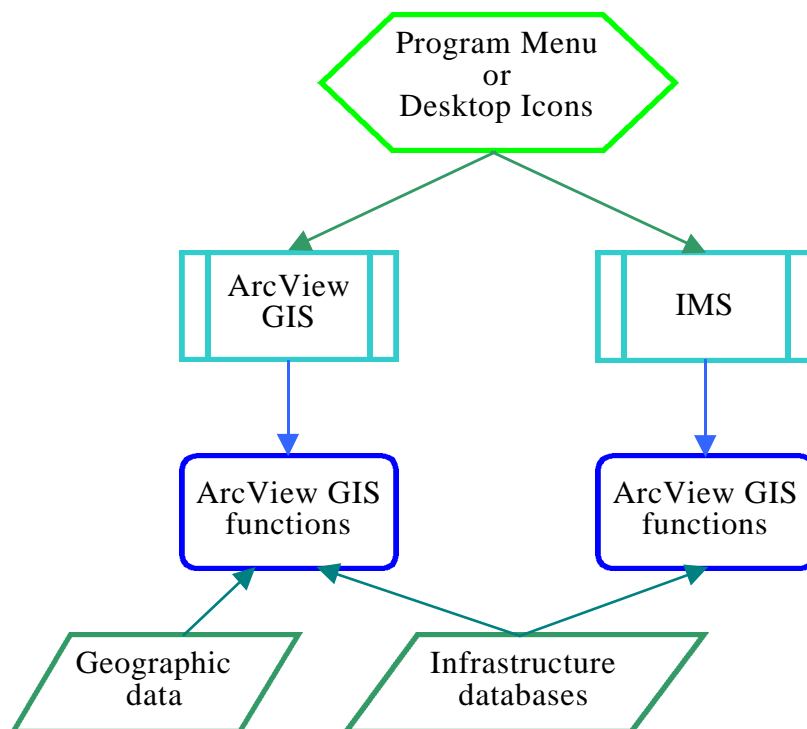 Program Menu
or
Desktop Icons
ArcView
GIS
IMS
ArcView GIS
functions
ArcView GIS
functions
Geographic
data
Infrastructure
databases